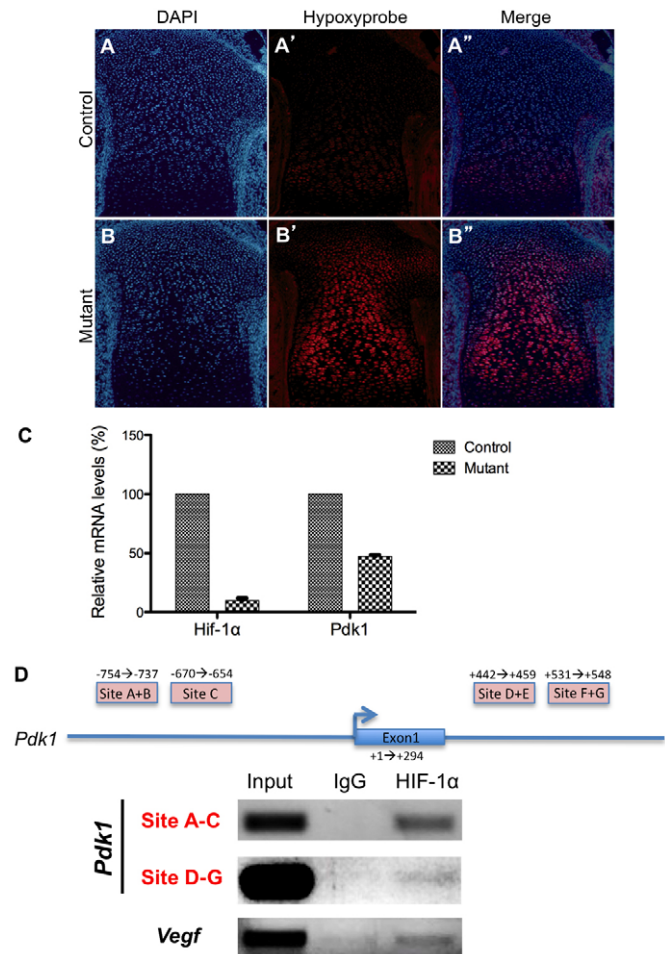 DAPI Hypoxyprobe Merge
A A' A"
Control
B B' B"
Mutant
C
Relative mRNA levels (%)
150
100
50
0
Control
Mutant
Hif-1α Pdk1
D
-754→-737 -670→-654 +442→+459 +531→+548
Site A+B Site C Site D+E Site F+G
Pdk1
Exon1
+1→+294
Input IgG HIF-1α
Pdk1
Site A-C
Site D-G
Vegf